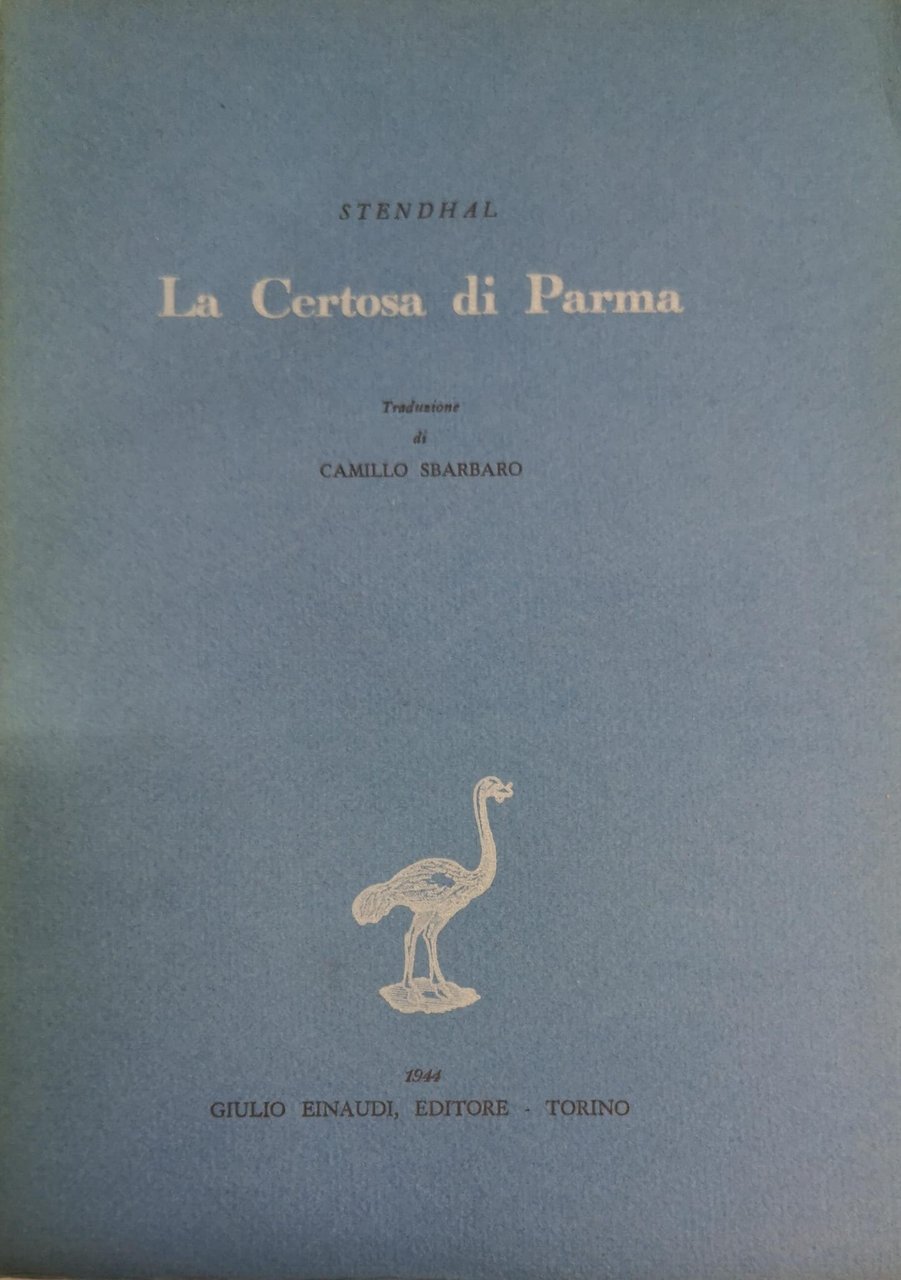 STENDHAL
La Certosa di Parma
Traduzione
di
CAMILLO SBARBARO
1944
GIULIO EINAUDI, EDITORE - TORINO